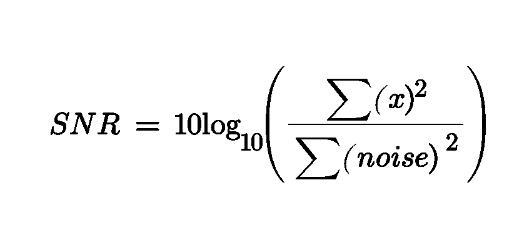 SNR = 10log₁₀(∑(x)² / ∑(noise)²)